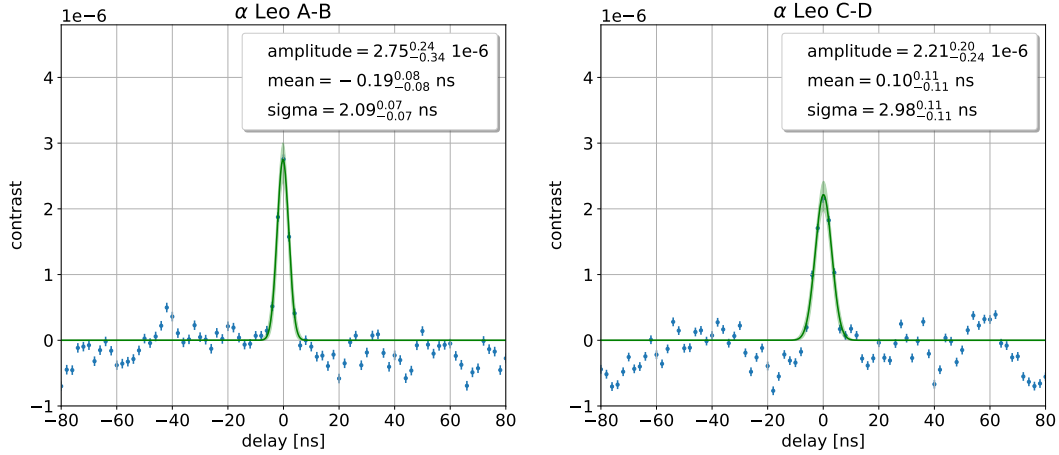 α Leo A-B
1e−6
amplitude = 2.75 0.24 −0.34 1e-6
mean = −0.19 0.08 −0.08 ns
sigma = 2.09 0.07 −0.07 ns
4
3
2
1
0
−1
contrast
−80 −60 −40 −20 0 20 40 60 80
delay [ns]
α Leo C-D
1e−6
amplitude = 2.21 0.20 −0.24 1e-6
mean = 0.10 0.11 −0.11 ns
sigma = 2.98 0.11 −0.11 ns
4
3
2
1
0
−1
contrast
−80 −60 −40 −20 0 20 40 60 80
delay [ns]